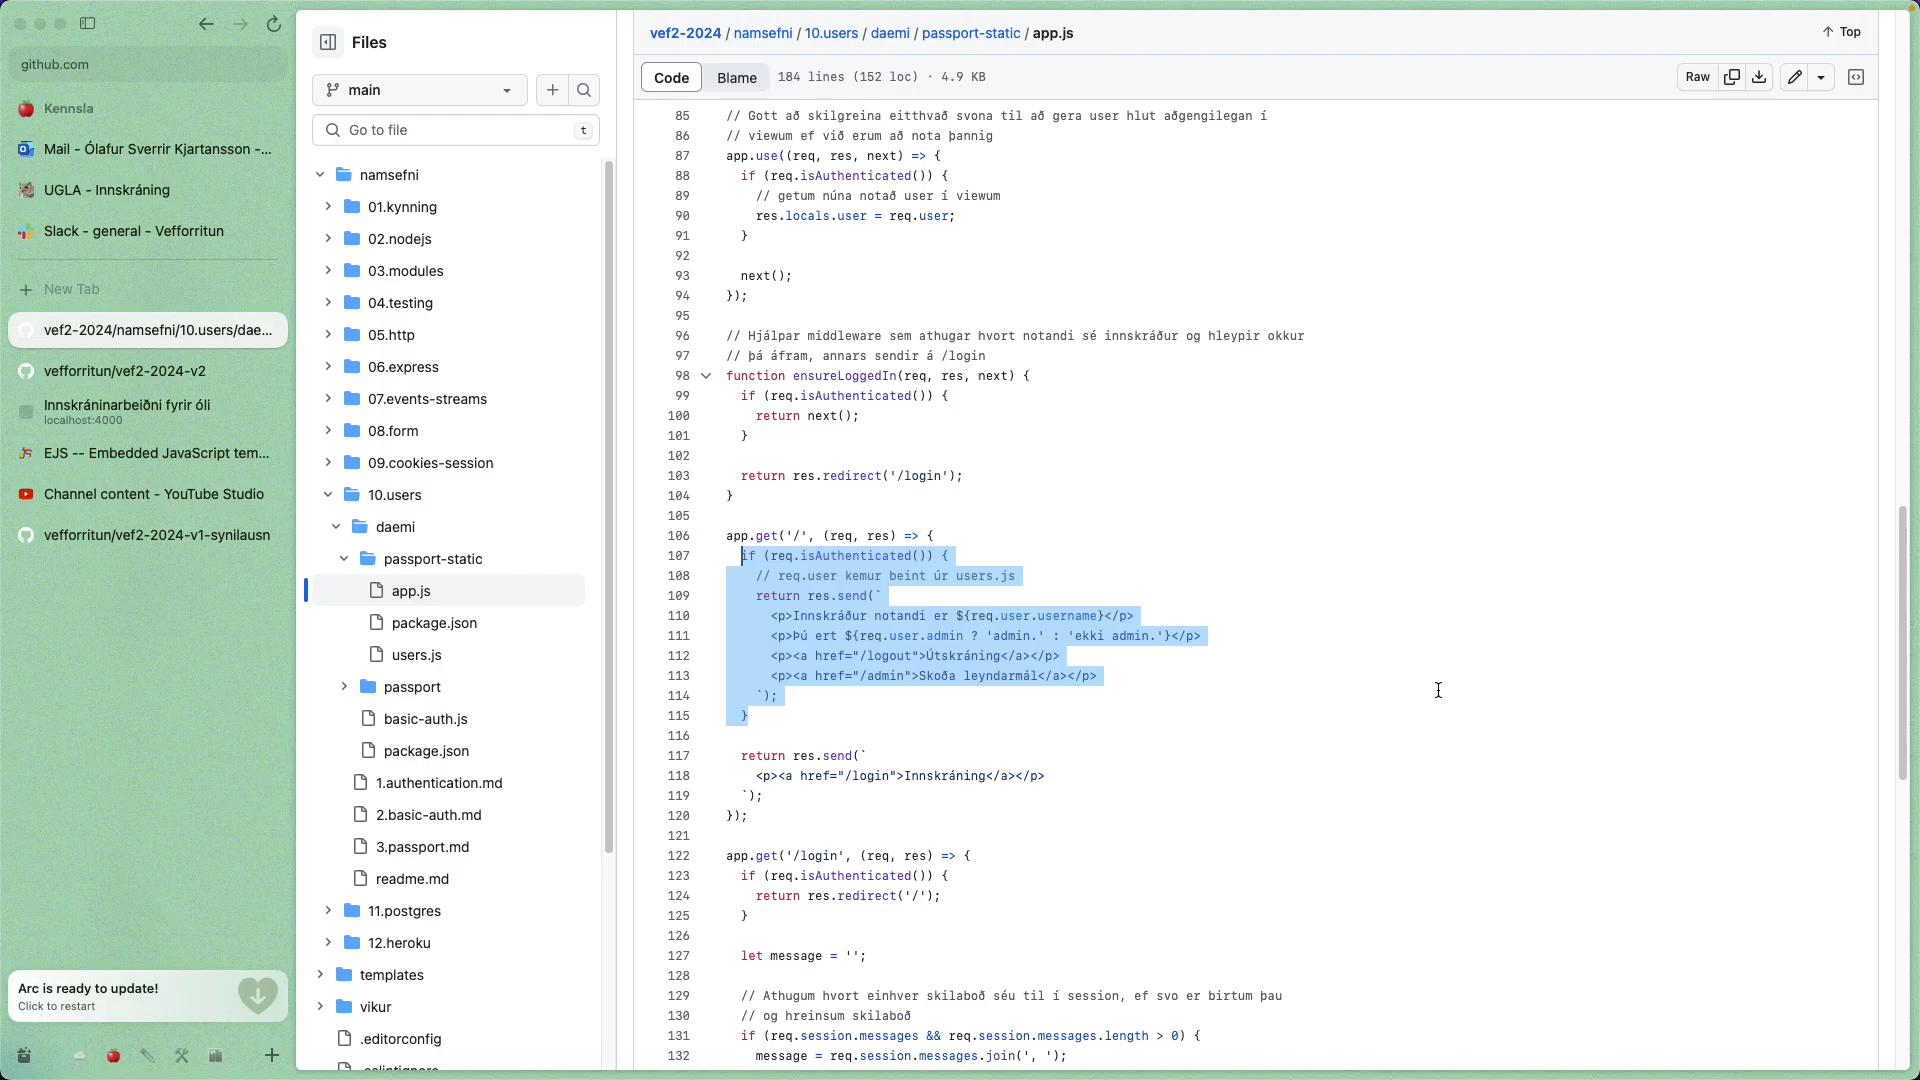 github.com
Kennsla
Mail - Ólafur Sverrir Kjartansson -...
UGLA - Innskráning
Slack - general - Vefforritun
New Tab
vef2-2024/namsefni/10.users/dae...
vefforritun/vef2-2024-v2
Innskráninarbeiðni fyrir óli
localhost:4000
EJS -- Embedded JavaScript tem...
Channel content - YouTube Studio
vefforritun/vef2-2024-v1-synilausn
Arc is ready to update!
Click to restart
Files
main
Go to file
t
namsefni
01.kynning
02.nodejs
03.modules
04.testing
05.http
06.express
07.events-streams
08.form
09.cookies-session
10.users
daemi
passport-static
app.js
package.json
users.js
passport
basic-auth.js
package.json
1.authentication.md
2.basic-auth.md
3.passport.md
readme.md
11.postgres
12.heroku
templates
vikur
.editorconfig
.eslintignore
vef2-2024 / namsefni / 10.users / daemi / passport-static / app.js
Top
Code
Blame
184 lines (152 loc) · 4.9 KB
Raw
85 // Gott að skilgreina eitthvað svona til að gera user hlut aðgengilegan í
86 // viewum ef við erum að nota þannig
87 app.use((req, res, next) => {
88 if (req.isAuthenticated()) {
89 // getum núna notað user í viewum
90 res.locals.user = req.user;
91 }
92
93 next();
94 });
95
96 // Hjálpar middleware sem athugar hvort notandi sé innskráður og hleypir okkur
97 // þá áfram, annars sendir á /login
98 function ensureLoggedIn(req, res, next) {
99 if (req.isAuthenticated()) {
100 return next();
101 }
102
103 return res.redirect('/login');
104 }
105
106 app.get('/', (req, res) => {
107 if (req.isAuthenticated()) {
108 // req.user kemur beint úr users.js
109 return res.send(`
110 <p>Innskráður notandi er ${req.user.username}</p>
111 <p>Þú ert ${req.user.admin ? 'admin.' : 'ekki admin.'}</p>
112 <p><a href="/logout">Útskráning</a></p>
113 <p><a href="/admin">Skoða leyndarmál</a></p>
114 `);
115 }
116
117 return res.send(`
118 <p><a href="/login">Innskráning</a></p>
119 `);
120 });
121
122 app.get('/login', (req, res) => {
123 if (req.isAuthenticated()) {
124 return res.redirect('/');
125 }
126
127 let message = '';
128
129 // Athugum hvort einhver skilaboð séu til í session, ef svo er birtum þau
130 // og hreinsum skilaboð
131 if (req.session.messages && req.session.messages.length > 0) {
132 message = req.session.messages.join(', ');